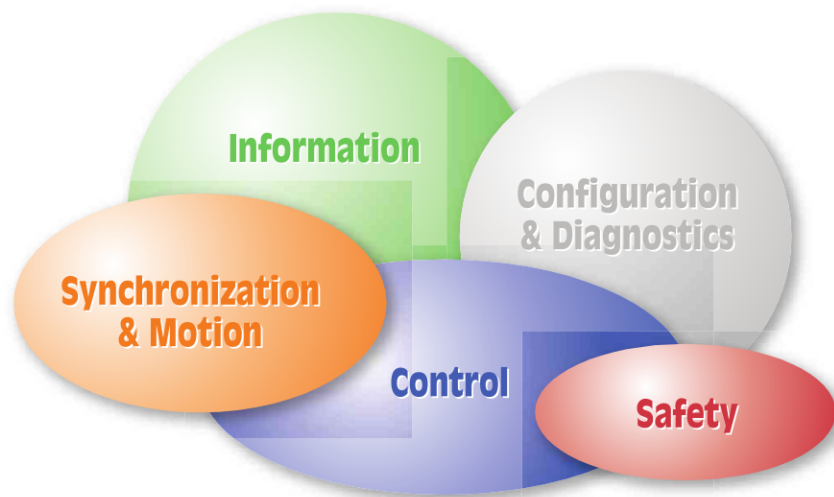 Information
Configuration
& Diagnostics
Synchronization
& Motion
Control
Safety